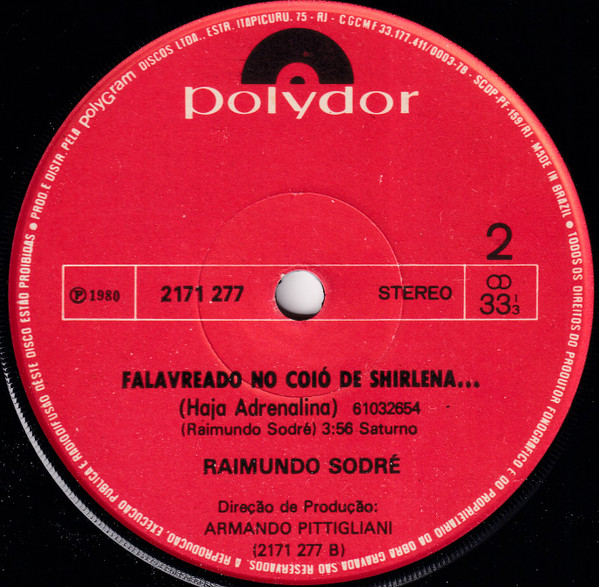 polydor
2
℗ 1980
2171 277
STEREO
33 1/3
FALAVREADO NO COIÓ DE SHIRLENA...
(Haja Adrenalina) 61032654
(Raimundo Sodré) 3:56 Saturno
RAIMUNDO SODRÉ
Direção de Produção:
ARMANDO PITTIGLIANI
(2171 277 B)
● PROD. E DISTR. PELA polyGram DISCOS LTDA., ESTR. ITAPICURU, 75 - RJ - CGCMF 33.177.411/0003-78 - SCDP-PF-159/RJ - MADE IN BRAZIL ● TODOS OS DIREITOS DO PRODUTOR FONOGRÁFICO E DO PROPRIETÁRIO DA OBRA GRAVADA SÃO RESERVADOS. A REPRODUÇÃO, EXECUÇÃO PÚBLICA E RADIODIFUSÃO DESTE DISCO ESTÃO PROIBIDAS